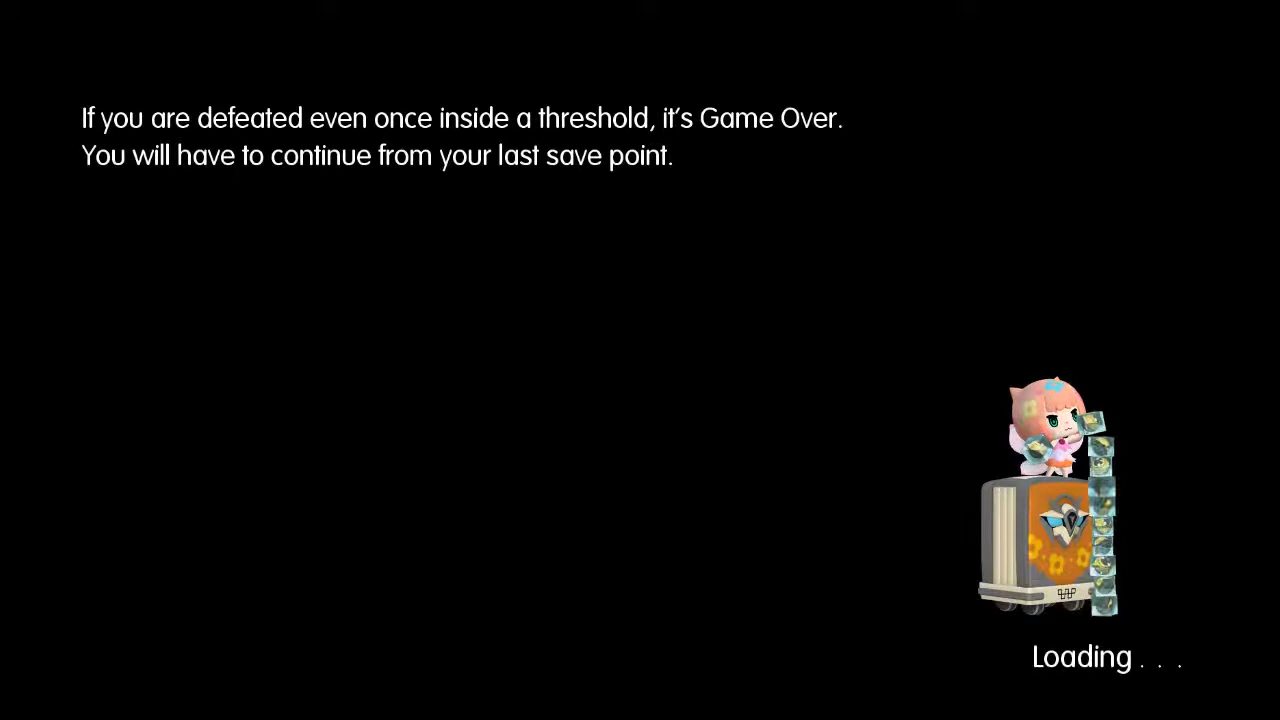 If you are defeated even once inside a threshold, it's Game Over.
You will have to continue from your last save point.
Loading . . .